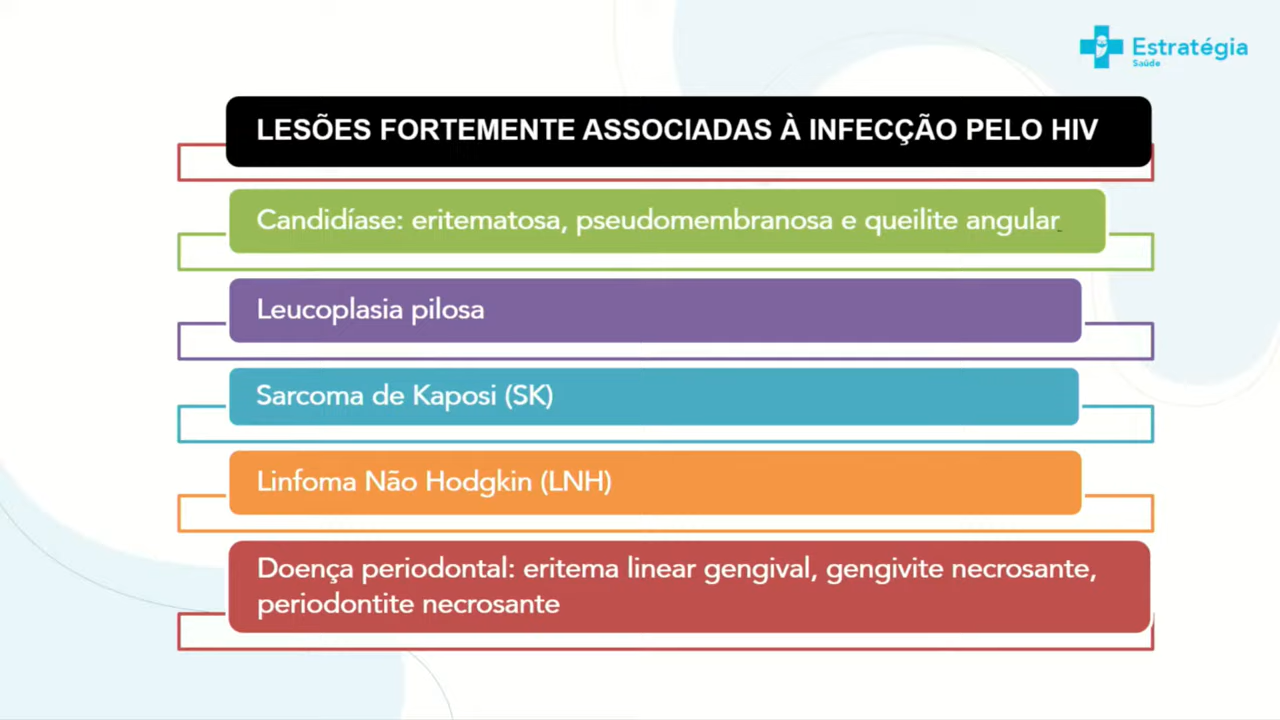 Estratégia
Saúde
LESÕES FORTEMENTE ASSOCIADAS À INFECÇÃO PELO HIV
Candidíase: eritematosa, pseudomembranosa e queilite angular
Leucoplasia pilosa
Sarcoma de Kaposi (SK)
Linfoma Não Hodgkin (LNH)
Doença periodontal: eritema linear gengival, gengivite necrosante,
periodontite necrosante